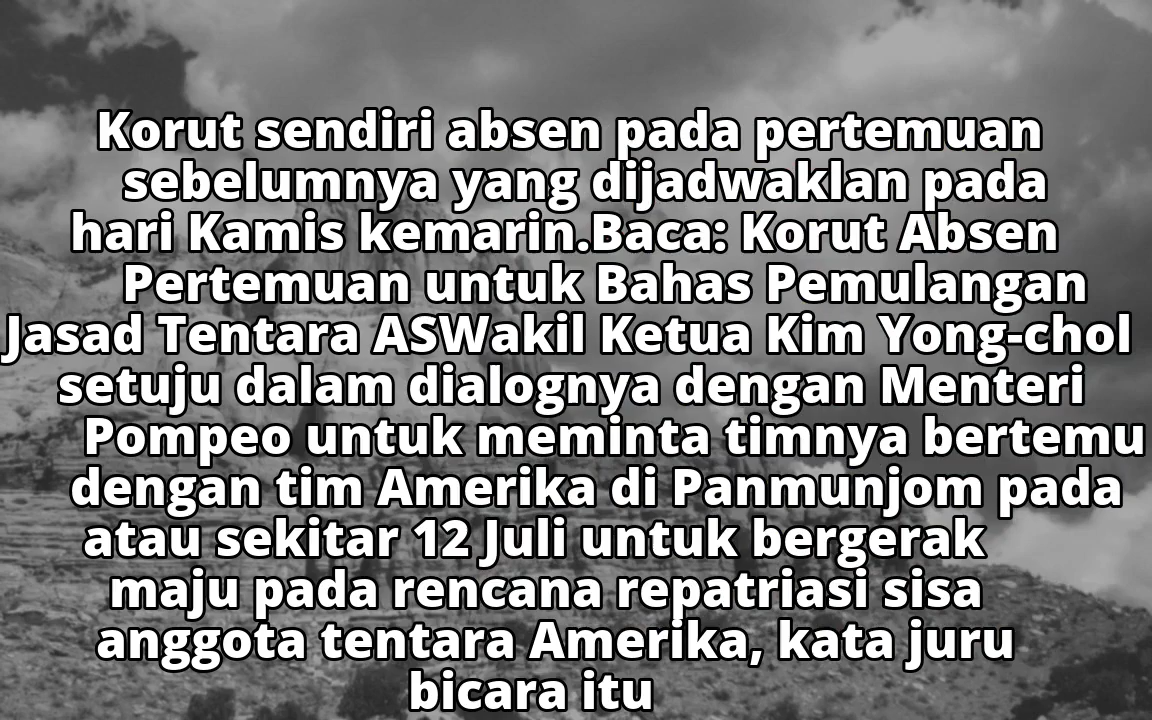 Korut sendiri absen pada pertemuan
sebelumnya yang dijadwaklan pada
hari Kamis kemarin.Baca: Korut Absen
Pertemuan untuk Bahas Pemulangan
Jasad Tentara ASWakil Ketua Kim Yong-chol
setuju dalam dialognya dengan Menteri
Pompeo untuk meminta timnya bertemu
dengan tim Amerika di Panmunjom pada
atau sekitar 12 Juli untuk bergerak
maju pada rencana repatriasi sisa
anggota tentara Amerika, kata juru
bicara itu